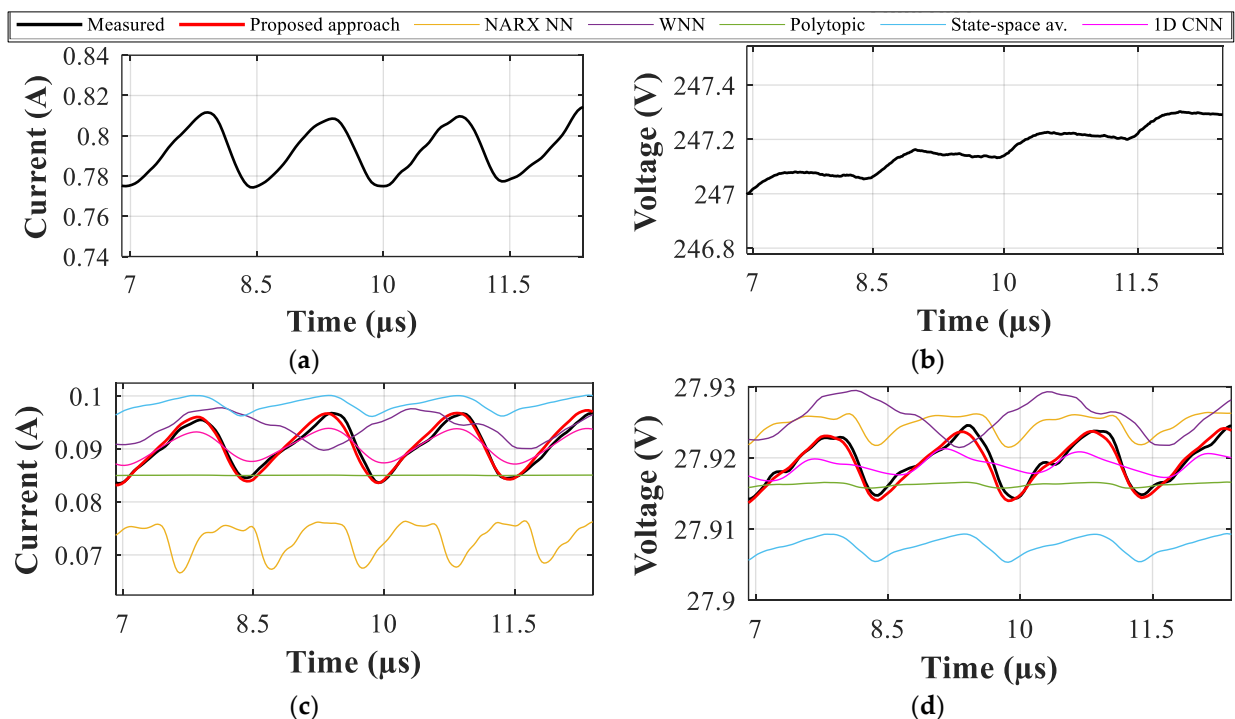 Measured Proposed approach NARX NN WNN Polytopic State-space av. 1D CNN
Current (A)
0.84
0.82
0.8
0.78
0.76
0.74
7 8.5 10 11.5
Time (µs)
(a)
Voltage (V)
247.4
247.2
247
246.8
7 8.5 10 11.5
Time (µs)
(b)
Current (A)
0.1
0.09
0.08
0.07
7 8.5 10 11.5
Time (µs)
(c)
Voltage (V)
27.93
27.92
27.91
27.9
7 8.5 10 11.5
Time (µs)
(d)